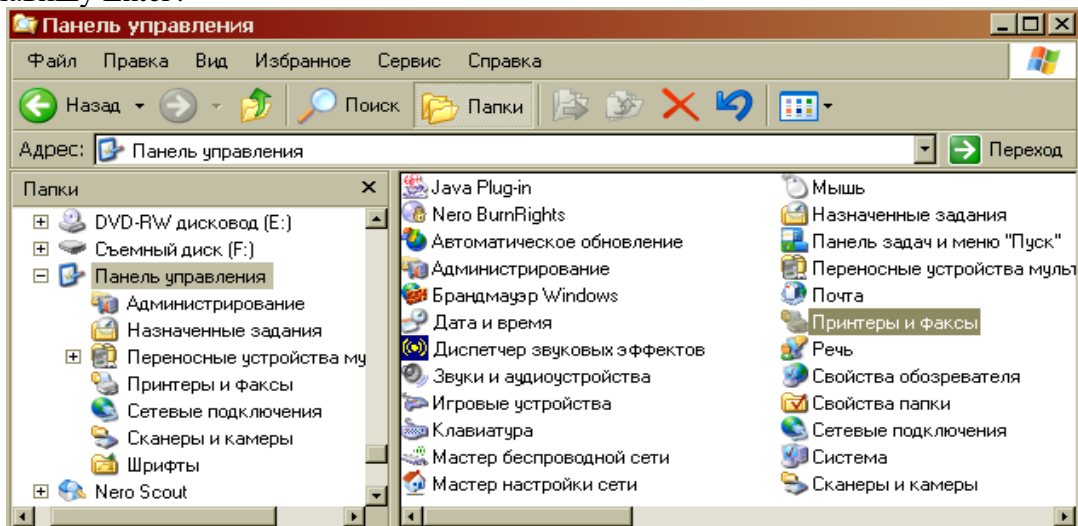 Панель управления
Файл Правка Вид Избранное Сервис Справка
Назад Поиск Папки
Адрес: Панель управления Переход
Папки
DVD-RW дисковод (E:)
Съемный диск (F:)
Панель управления
Администрирование
Назначенные задания
Переносные устройства му
Принтеры и факсы
Сетевые подключения
Сканеры и камеры
Шрифты
Nero Scout
Java Plug-in
Nero BurnRights
Автоматическое обновление
Администрирование
Брандмауэр Windows
Дата и время
Диспетчер звуковых эффектов
Звуки и аудиоустройства
Игровые устройства
Клавиатура
Мастер беспроводной сети
Мастер настройки сети
Мышь
Назначенные задания
Панель задач и меню "Пуск"
Переносные устройства мульт
Почта
Принтеры и факсы
Речь
Свойства обозревателя
Свойства папки
Сетевые подключения
Система
Сканеры и камеры